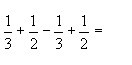 1/3 + 1/2 − 1/3 + 1/2 =